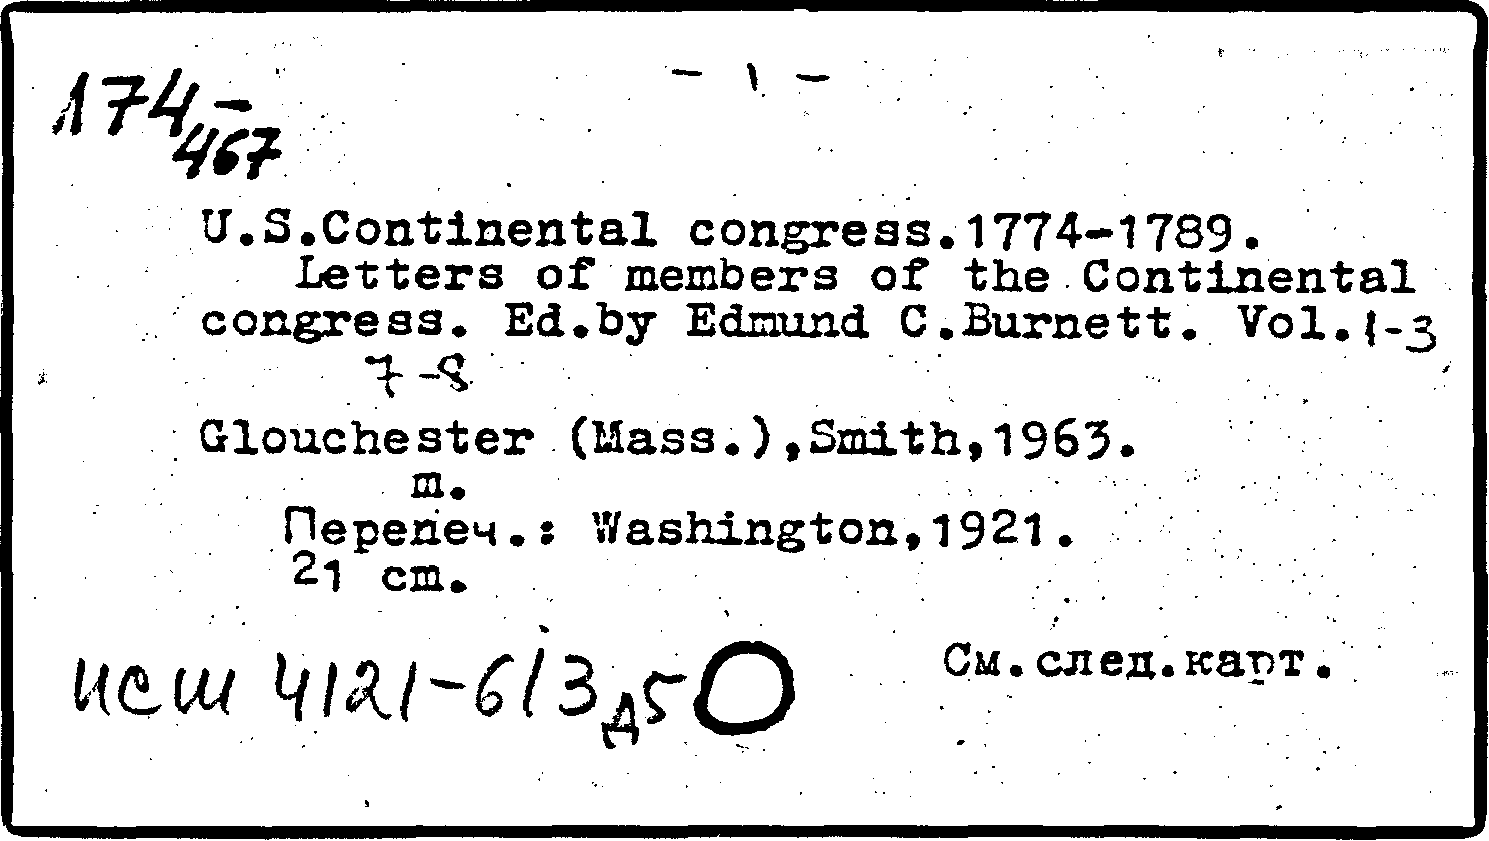 - 1 -
174-
467
U.S.Continental congress.1774-1789.
Letters of members of the Continental
congress. Ed.by Edmund C.Burnett. Vol.1-3
7-8
Glouchester (Mass.),Smith,1963.
m.
Перепеч.: Washington,1921.
21 cm.
См.след.карт.
исш 4121-6/3 д5